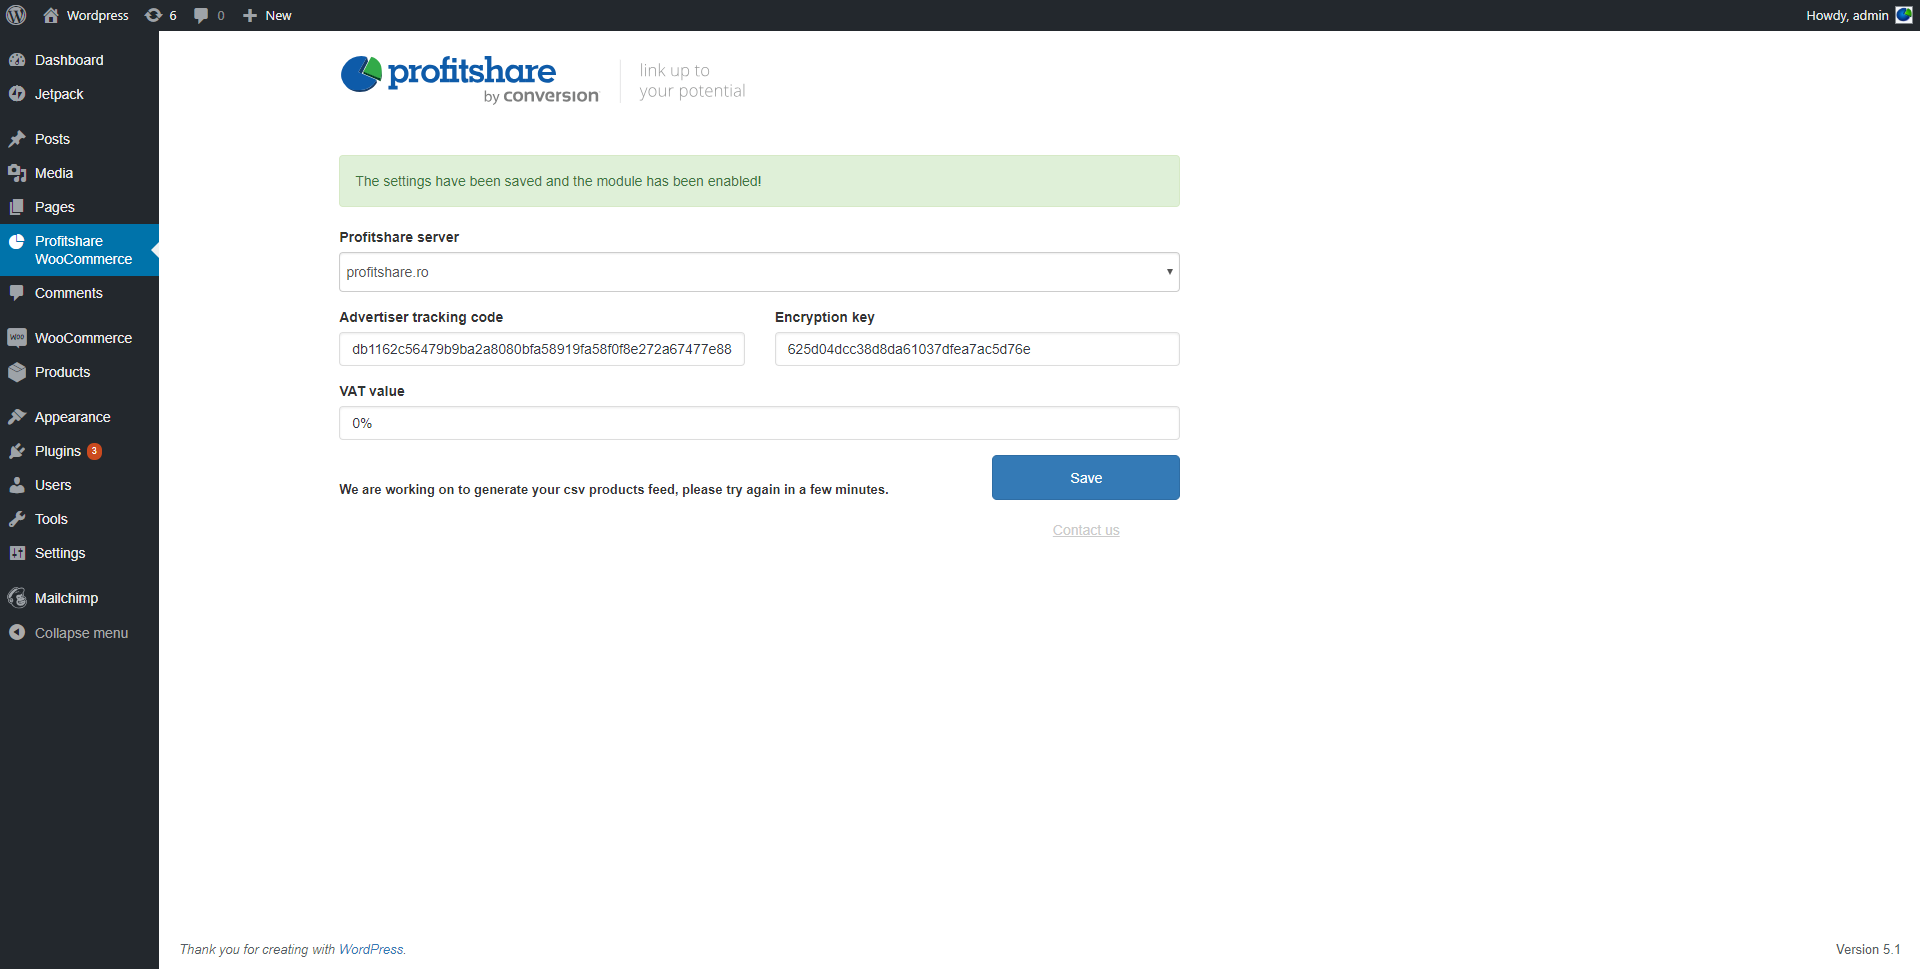 Wordpress 6 0 New Howdy, admin
Dashboard
Jetpack
Posts
Media
Pages
Profitshare
WooCommerce
Comments
WOO WooCommerce
Products
Appearance
Plugins 3
Users
Tools
Settings
Mailchimp
Collapse menu
profitshare
by conversion
link up to
your potential
The settings have been saved and the module has been enabled!
Profitshare server
profitshare.ro
Advertiser tracking code
db1162c56479b9ba2a8080bfa58919fa58f0f8e272a67477e88
Encryption key
625d04dcc38d8da61037dfea7ac5d76e
VAT value
0%
We are working on to generate your csv products feed, please try again in a few minutes.
Save
Contact us
Thank you for creating with WordPress.
Version 5.1